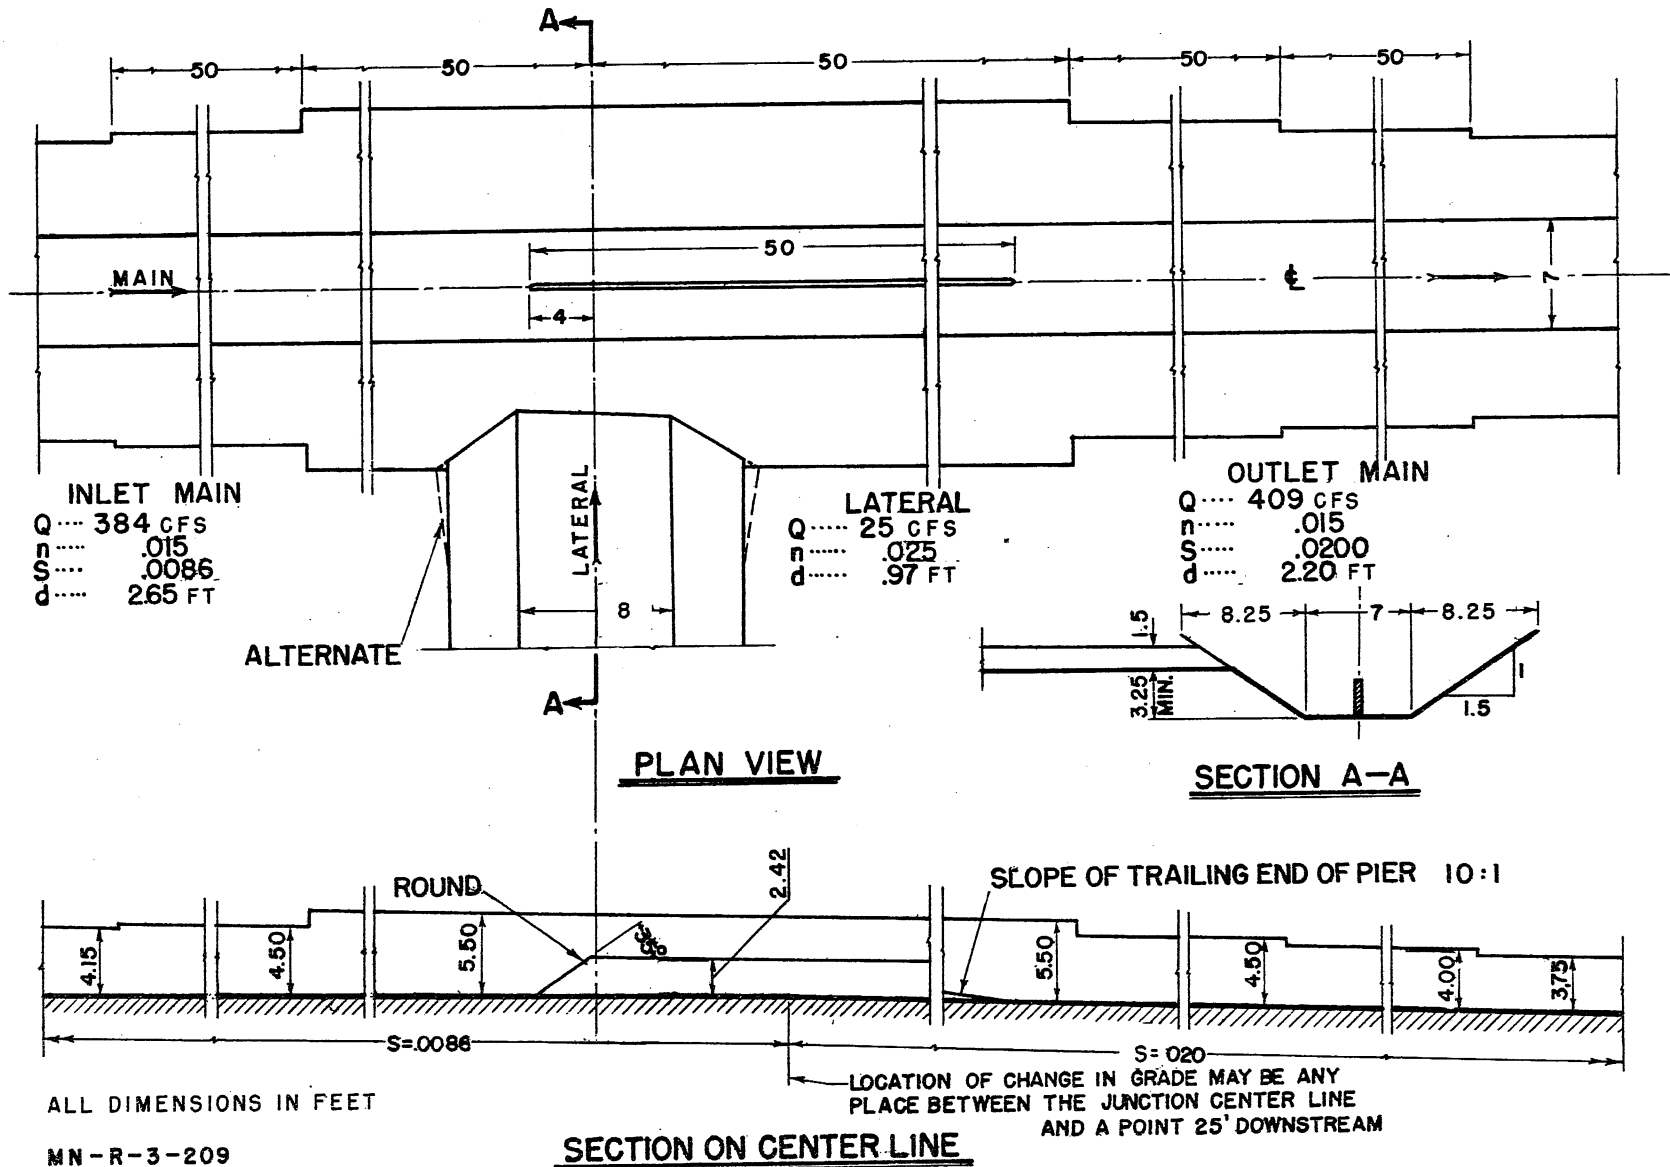 A
50
50
50
50
50
50
MAIN
4
℄
7
INLET MAIN
Q .... 384 CFS
n ..... .015
S ..... .0086
d ..... 2.65 FT
LATERAL
LATERAL
Q ..... 25 CFS
n ...... .025
d ...... .97 FT
OUTLET MAIN
Q .... 409 CFS
n ..... .015
S ..... .0200
d ..... 2.20 FT
8
ALTERNATE
A
8.25
7
8.25
1.5
3.25
MIN.
1
1.5
PLAN VIEW
SECTION A-A
ROUND
2.42
SLOPE OF TRAILING END OF PIER 10:1
4.15
4.50
5.50
5.50
4.50
4.00
3.75
S=.0086
S=.020
LOCATION OF CHANGE IN GRADE MAY BE ANY
PLACE BETWEEN THE JUNCTION CENTER LINE
AND A POINT 25' DOWNSTREAM
ALL DIMENSIONS IN FEET
MN-R-3-209
SECTION ON CENTER LINE